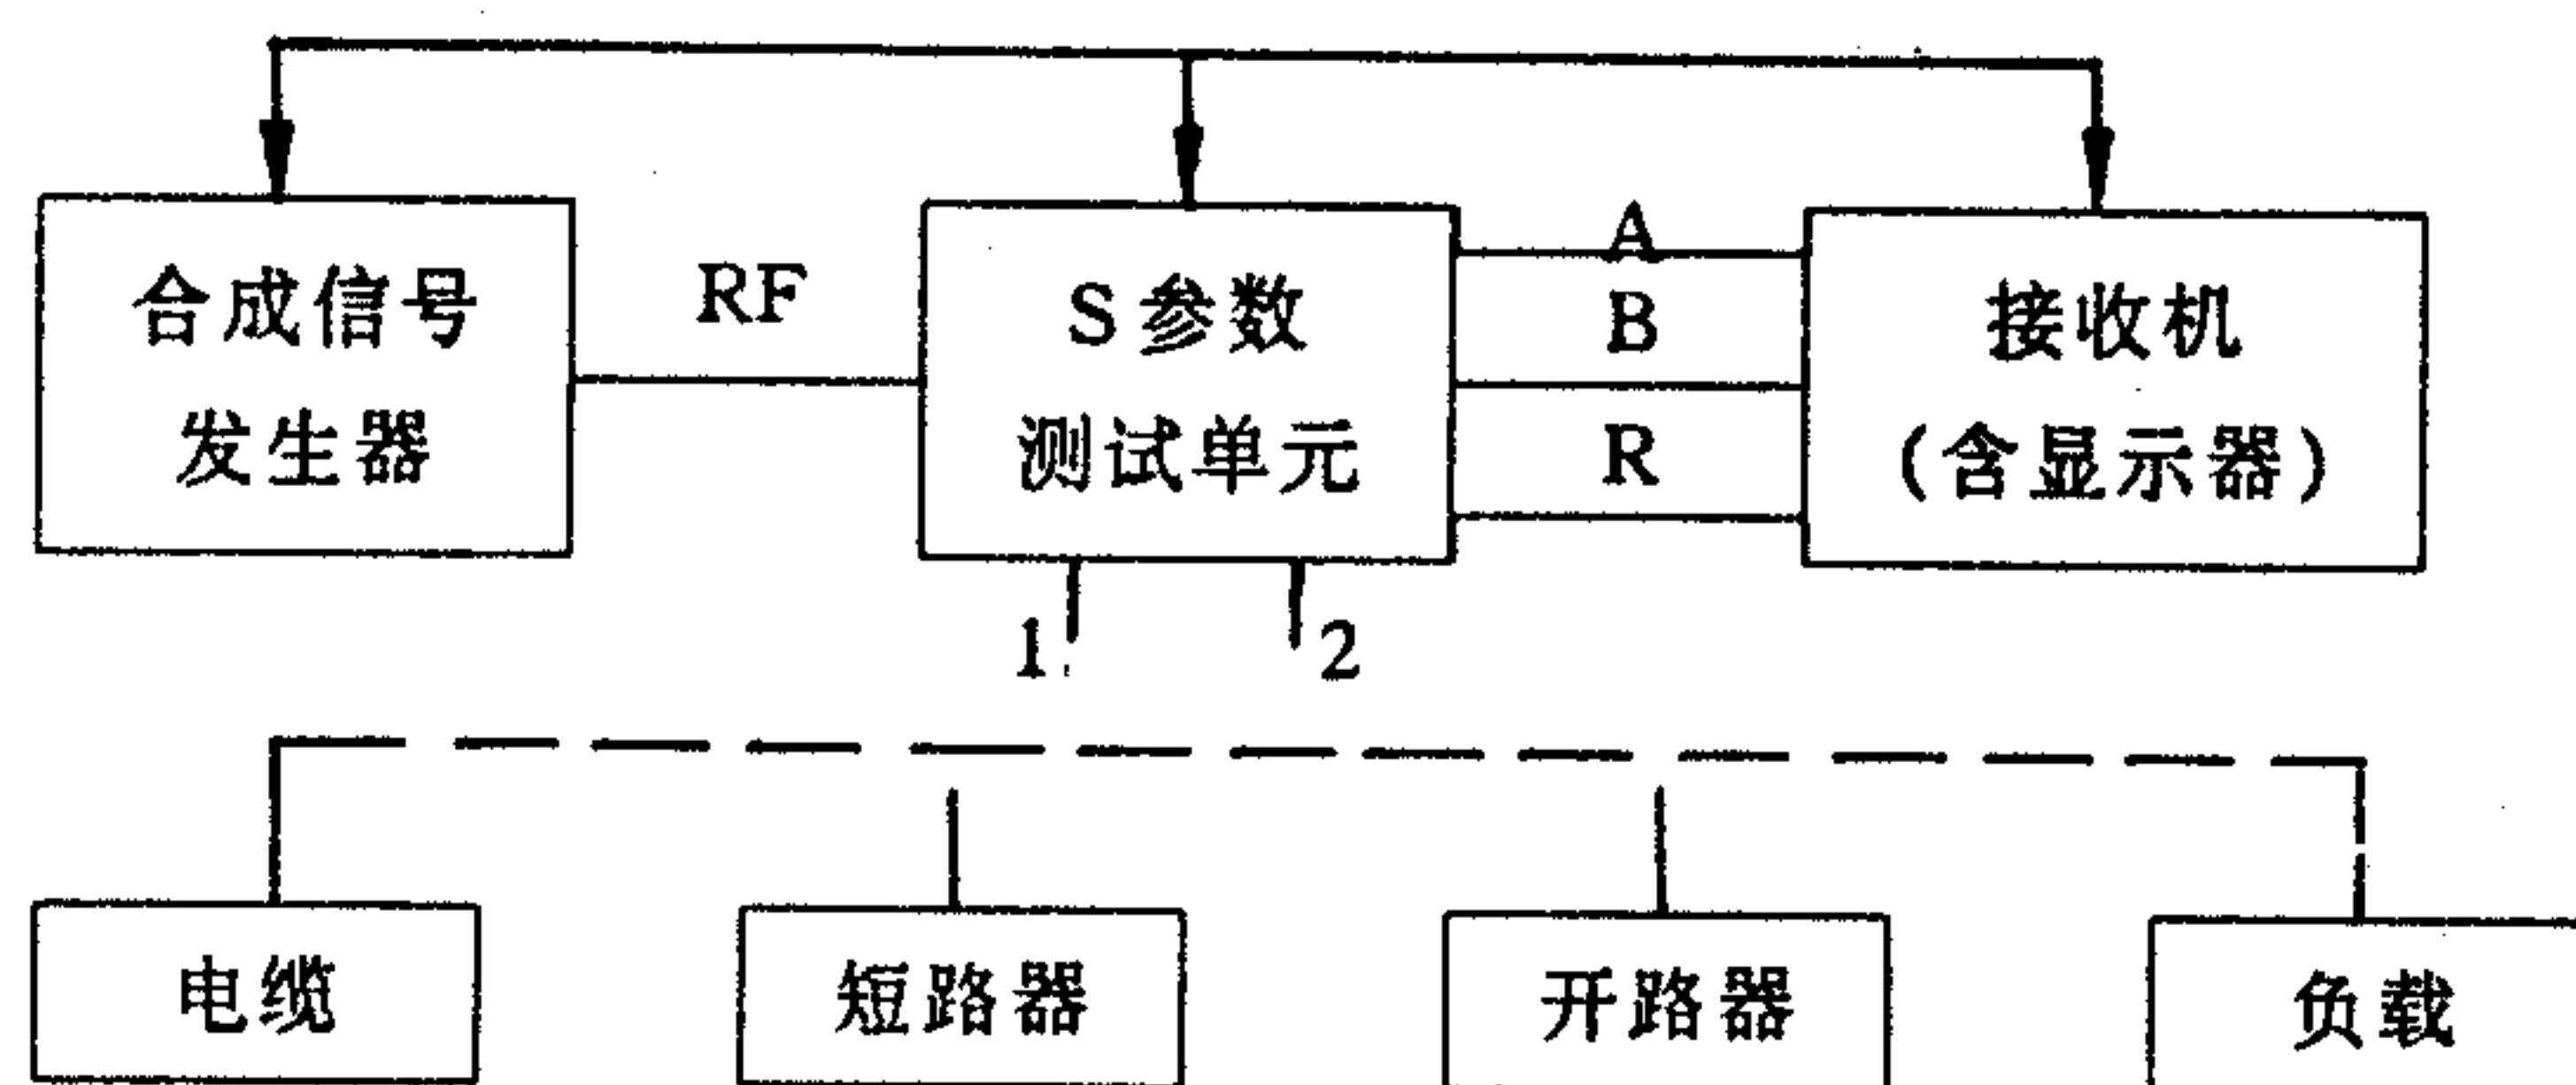 合成信号
发生器
RF
S参数
测试单元
A
B
R
接收机
(含显示器)
1
2
电缆
短路器
开路器
负载